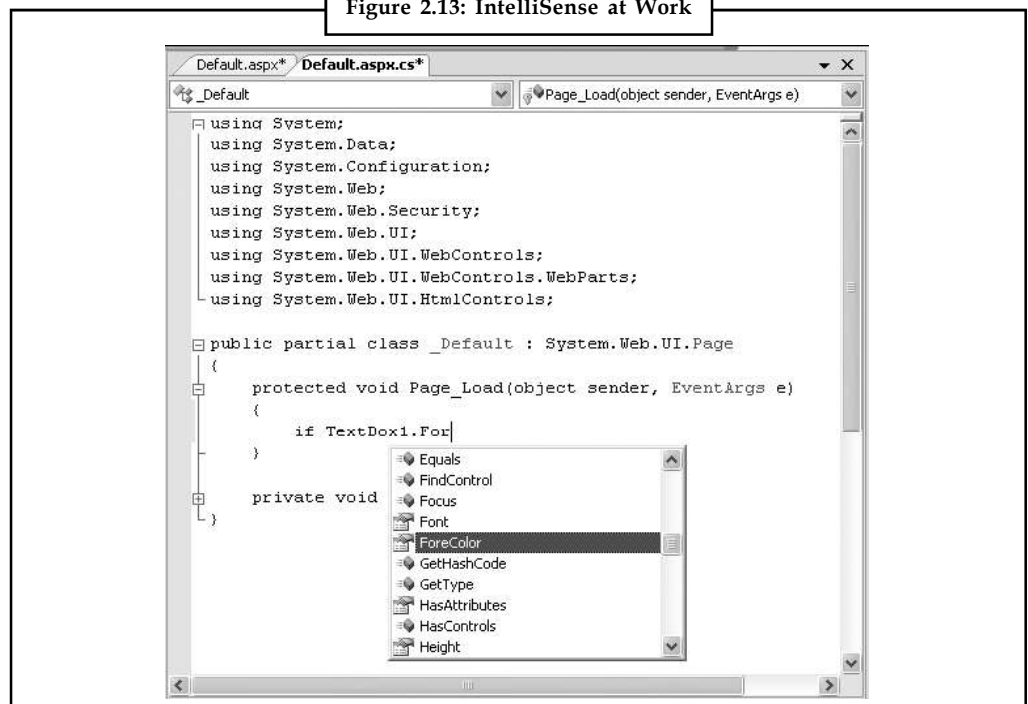 Figure 2.13: IntelliSense at Work
Default.aspx* Default.aspx.cs*
_Default Page_Load(object sender, EventArgs e)
using System;
using System.Data;
using System.Configuration;
using System.Web;
using System.Web.Security;
using System.Web.UI;
using System.Web.UI.WebControls;
using System.Web.UI.WebControls.WebParts;
using System.Web.UI.HtmlControls;
public partial class _Default : System.Web.UI.Page
{
protected void Page_Load(object sender, EventArgs e)
{
if TextDox1.For
}
private void
}
Equals
FindControl
Focus
Font
ForeColor
GetHashCode
GetType
HasAttributes
HasControls
Height